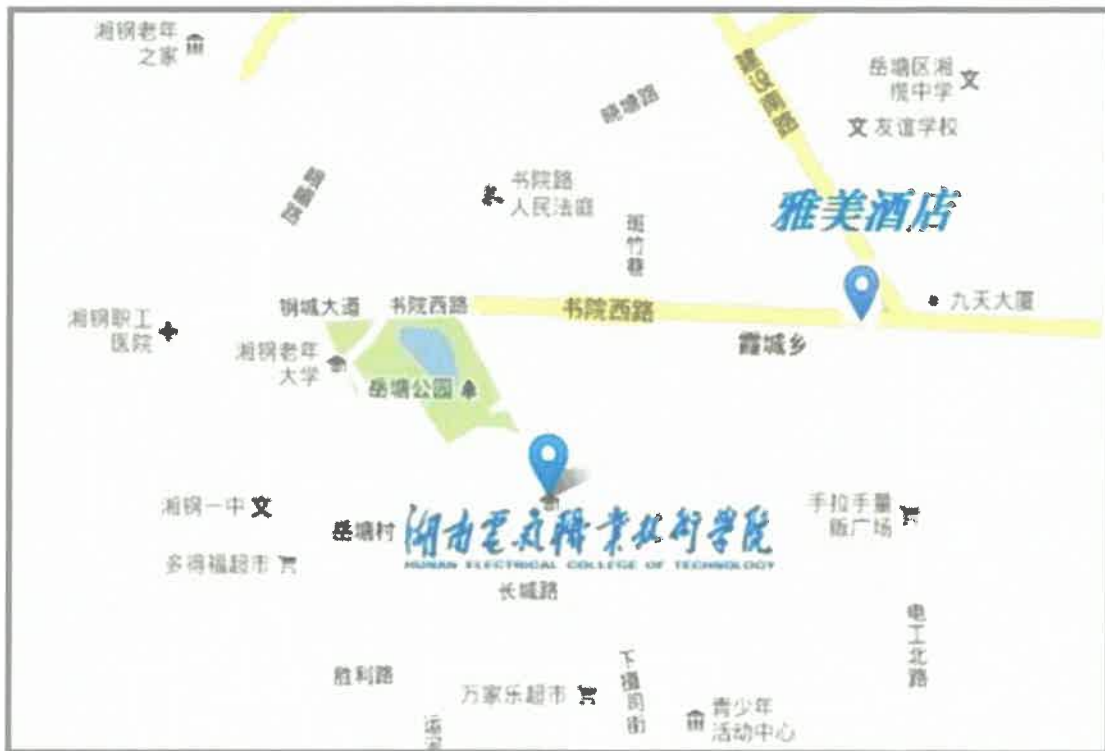 湘钢老年
之家
建设南路
岳塘区湘
缆中学
友谊学校
晓塘路
书院路
人民法庭
斑竹巷
雅美酒店
钢城大道
书院西路
书院西路
九天大厦
湘钢职工
医院
霞城乡
湘钢老年
大学
岳塘公园
湘钢一中
岳塘村
湖南电气职业技术学院
HUNAN ELECTRICAL COLLEGE OF TECHNOLOGY
手拉手量
贩广场
多得福超市
长城路
电工北路
胜利路
万家乐超市
下摄司街
青少年
活动中心